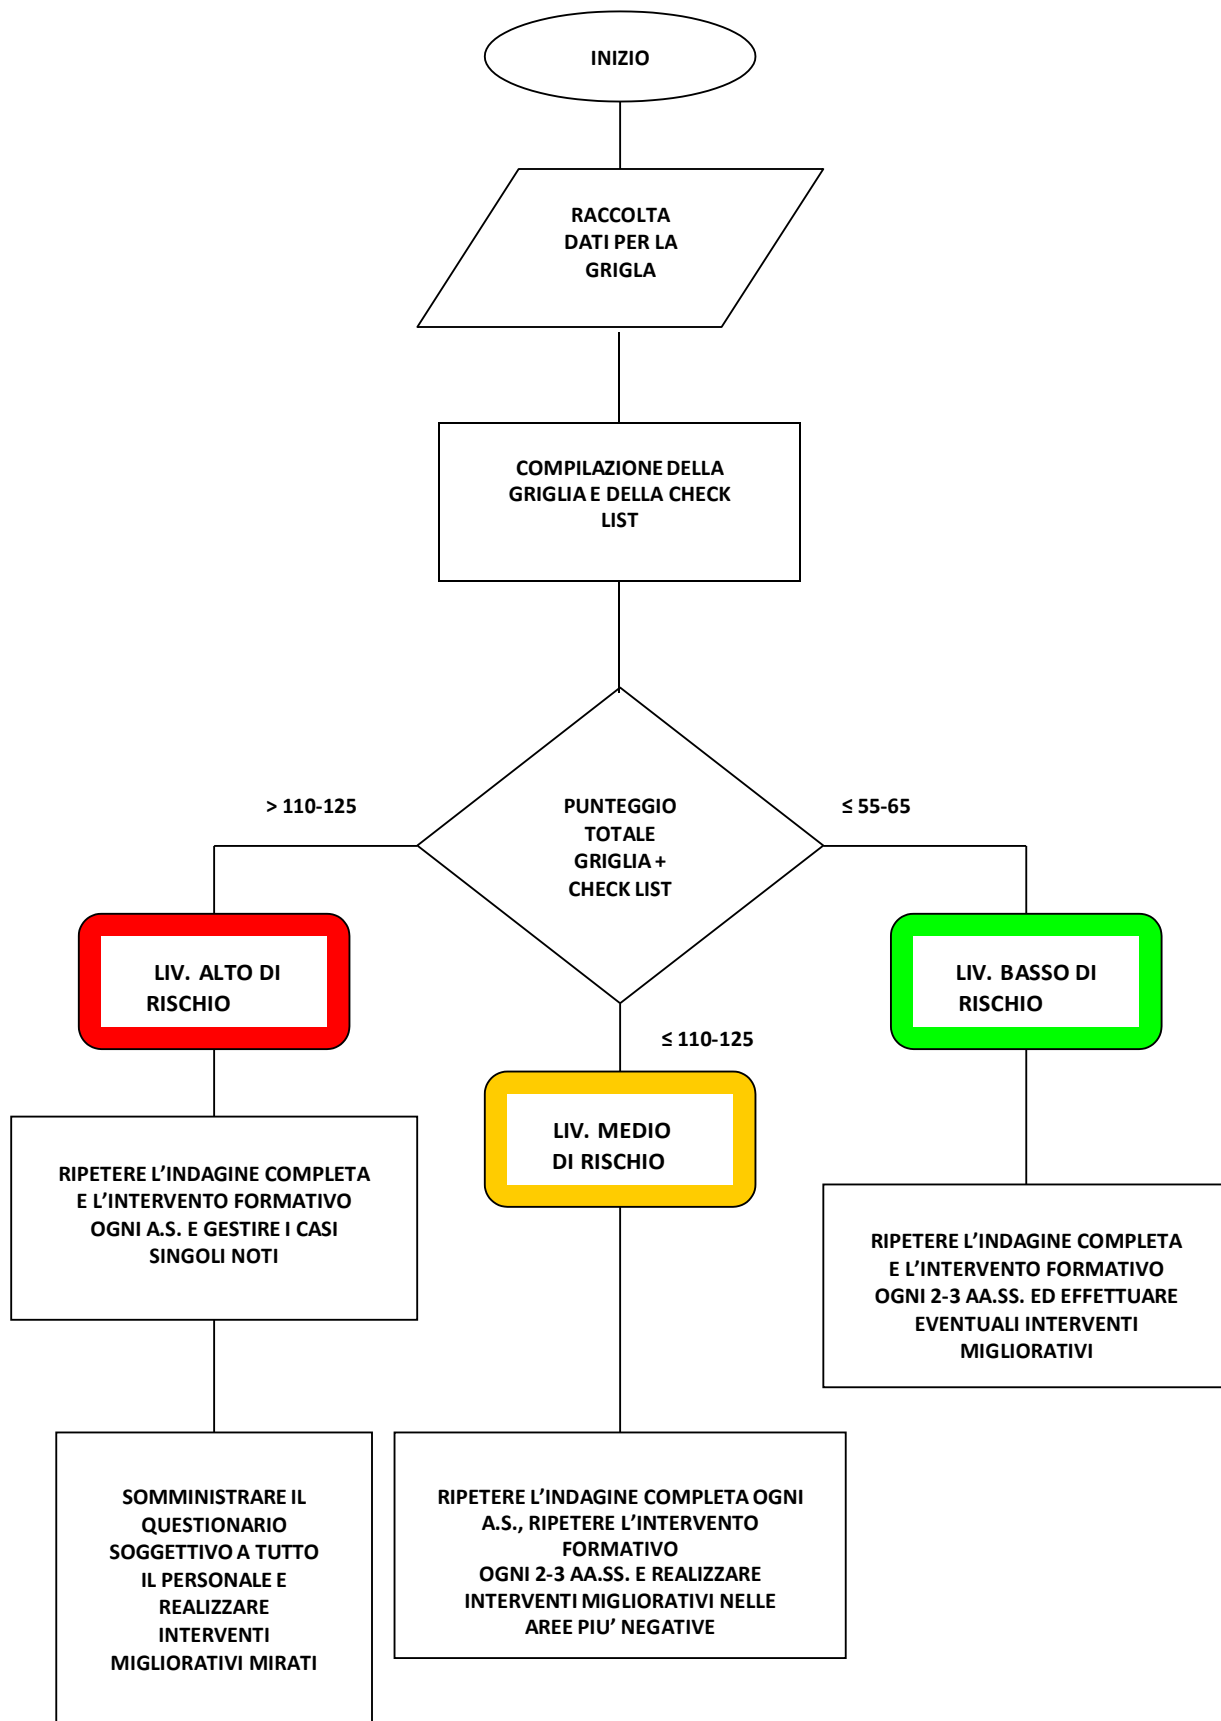 INIZIO
RACCOLTA
DATI PER LA
GRIGLA
COMPILAZIONE DELLA
GRIGLIA E DELLA CHECK
LIST
> 110-125
PUNTEGGIO
TOTALE
GRIGLIA +
CHECK LIST
≤ 55-65
LIV. ALTO DI
RISCHIO
LIV. BASSO DI
RISCHIO
≤ 110-125
LIV. MEDIO
DI RISCHIO
RIPETERE L’INDAGINE COMPLETA
E L’INTERVENTO FORMATIVO
OGNI A.S. E GESTIRE I CASI
SINGOLI NOTI
RIPETERE L’INDAGINE COMPLETA
E L’INTERVENTO FORMATIVO
OGNI 2-3 AA.SS. ED EFFETTUARE
EVENTUALI INTERVENTI
MIGLIORATIVI
SOMMINISTRARE IL
QUESTIONARIO
SOGGETTIVO A TUTTO
IL PERSONALE E
REALIZZARE
INTERVENTI
MIGLIORATIVI MIRATI
RIPETERE L’INDAGINE COMPLETA OGNI
A.S., RIPETERE L’INTERVENTO
FORMATIVO
OGNI 2-3 AA.SS. E REALIZZARE
INTERVENTI MIGLIORATIVI NELLE
AREE PIU’ NEGATIVE